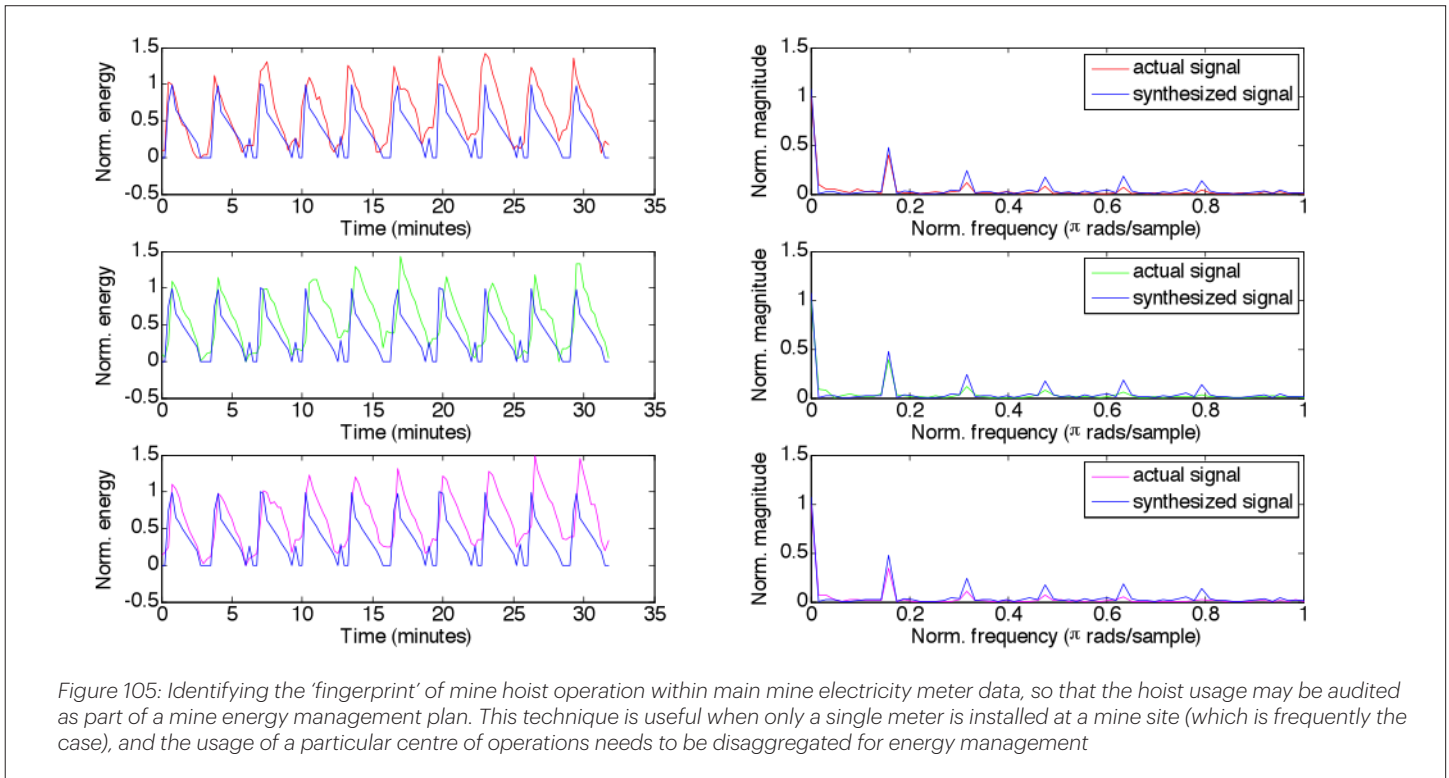 1.5
1
0.5
0
-0.5
Norm. energy
0 5 10 15 20 25 30 35
Time (minutes)
1.5
1
0.5
0
Norm. magnitude
actual signal
synthesized signal
0 0.2 0.4 0.6 0.8 1
Norm. frequency (π rads/sample)
1.5
1
0.5
0
-0.5
Norm. energy
0 5 10 15 20 25 30 35
Time (minutes)
1.5
1
0.5
0
Norm. magnitude
actual signal
synthesized signal
0 0.2 0.4 0.6 0.8 1
Norm. frequency (π rads/sample)
1.5
1
0.5
0
-0.5
Norm. energy
0 5 10 15 20 25 30 35
Time (minutes)
1.5
1
0.5
0
Norm. magnitude
actual signal
synthesized signal
0 0.2 0.4 0.6 0.8 1
Norm. frequency (π rads/sample)
Figure 105: Identifying the ‘fingerprint’ of mine hoist operation within main mine electricity meter data, so that the hoist usage may be audited
as part of a mine energy management plan. This technique is useful when only a single meter is installed at a mine site (which is frequently the
case), and the usage of a particular centre of operations needs to be disaggregated for energy management